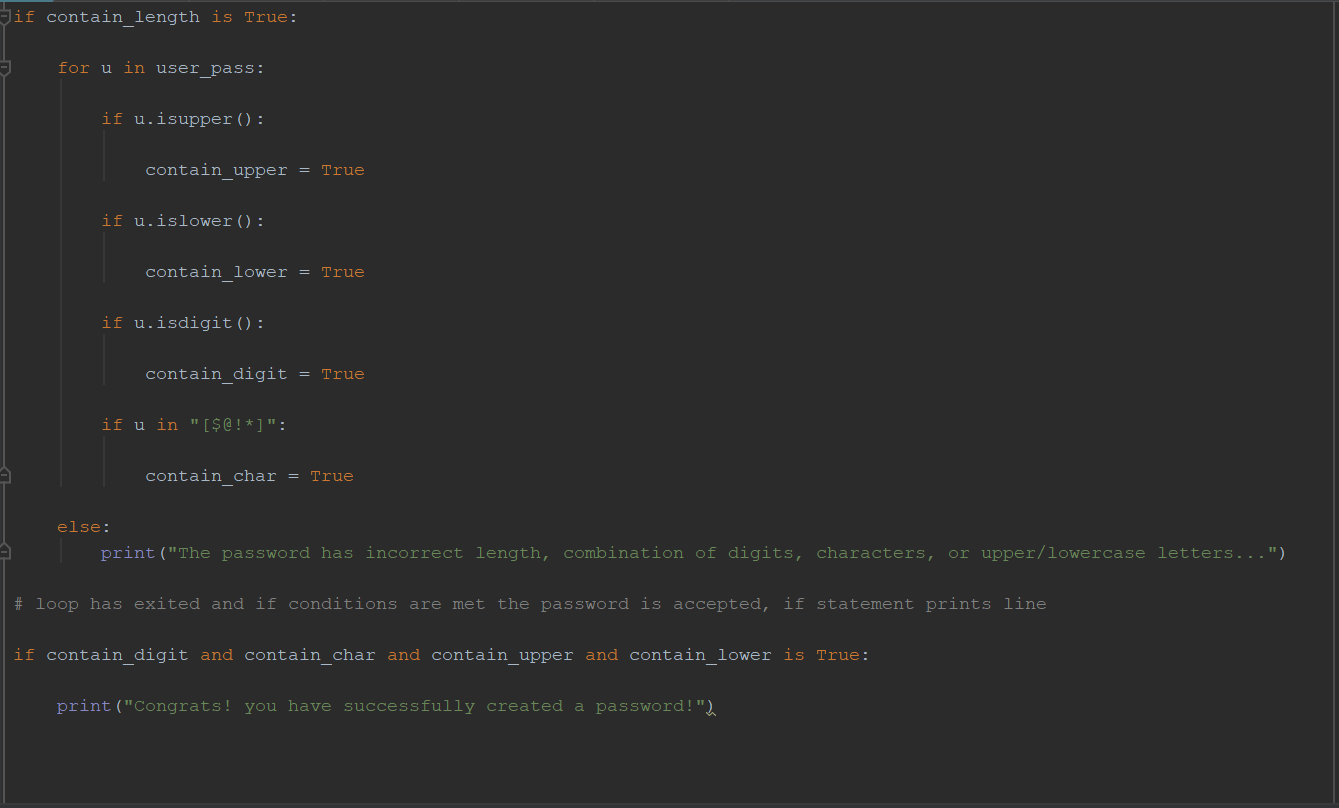 if contain_length is True:
    for u in user_pass:
        if u.isupper():
            contain_upper = True
        if u.islower():
            contain_lower = True
        if u.isdigit():
            contain_digit = True
        if u in "[$@!*]":
            contain_char = True
    else:
        print("The password has incorrect length, combination of digits, characters, or upper/lowercase letters...")
# loop has exited and if conditions are met the password is accepted, if statement prints line
if contain_digit and contain_char and contain_upper and contain_lower is True:
    print("Congrats! you have successfully created a password!")